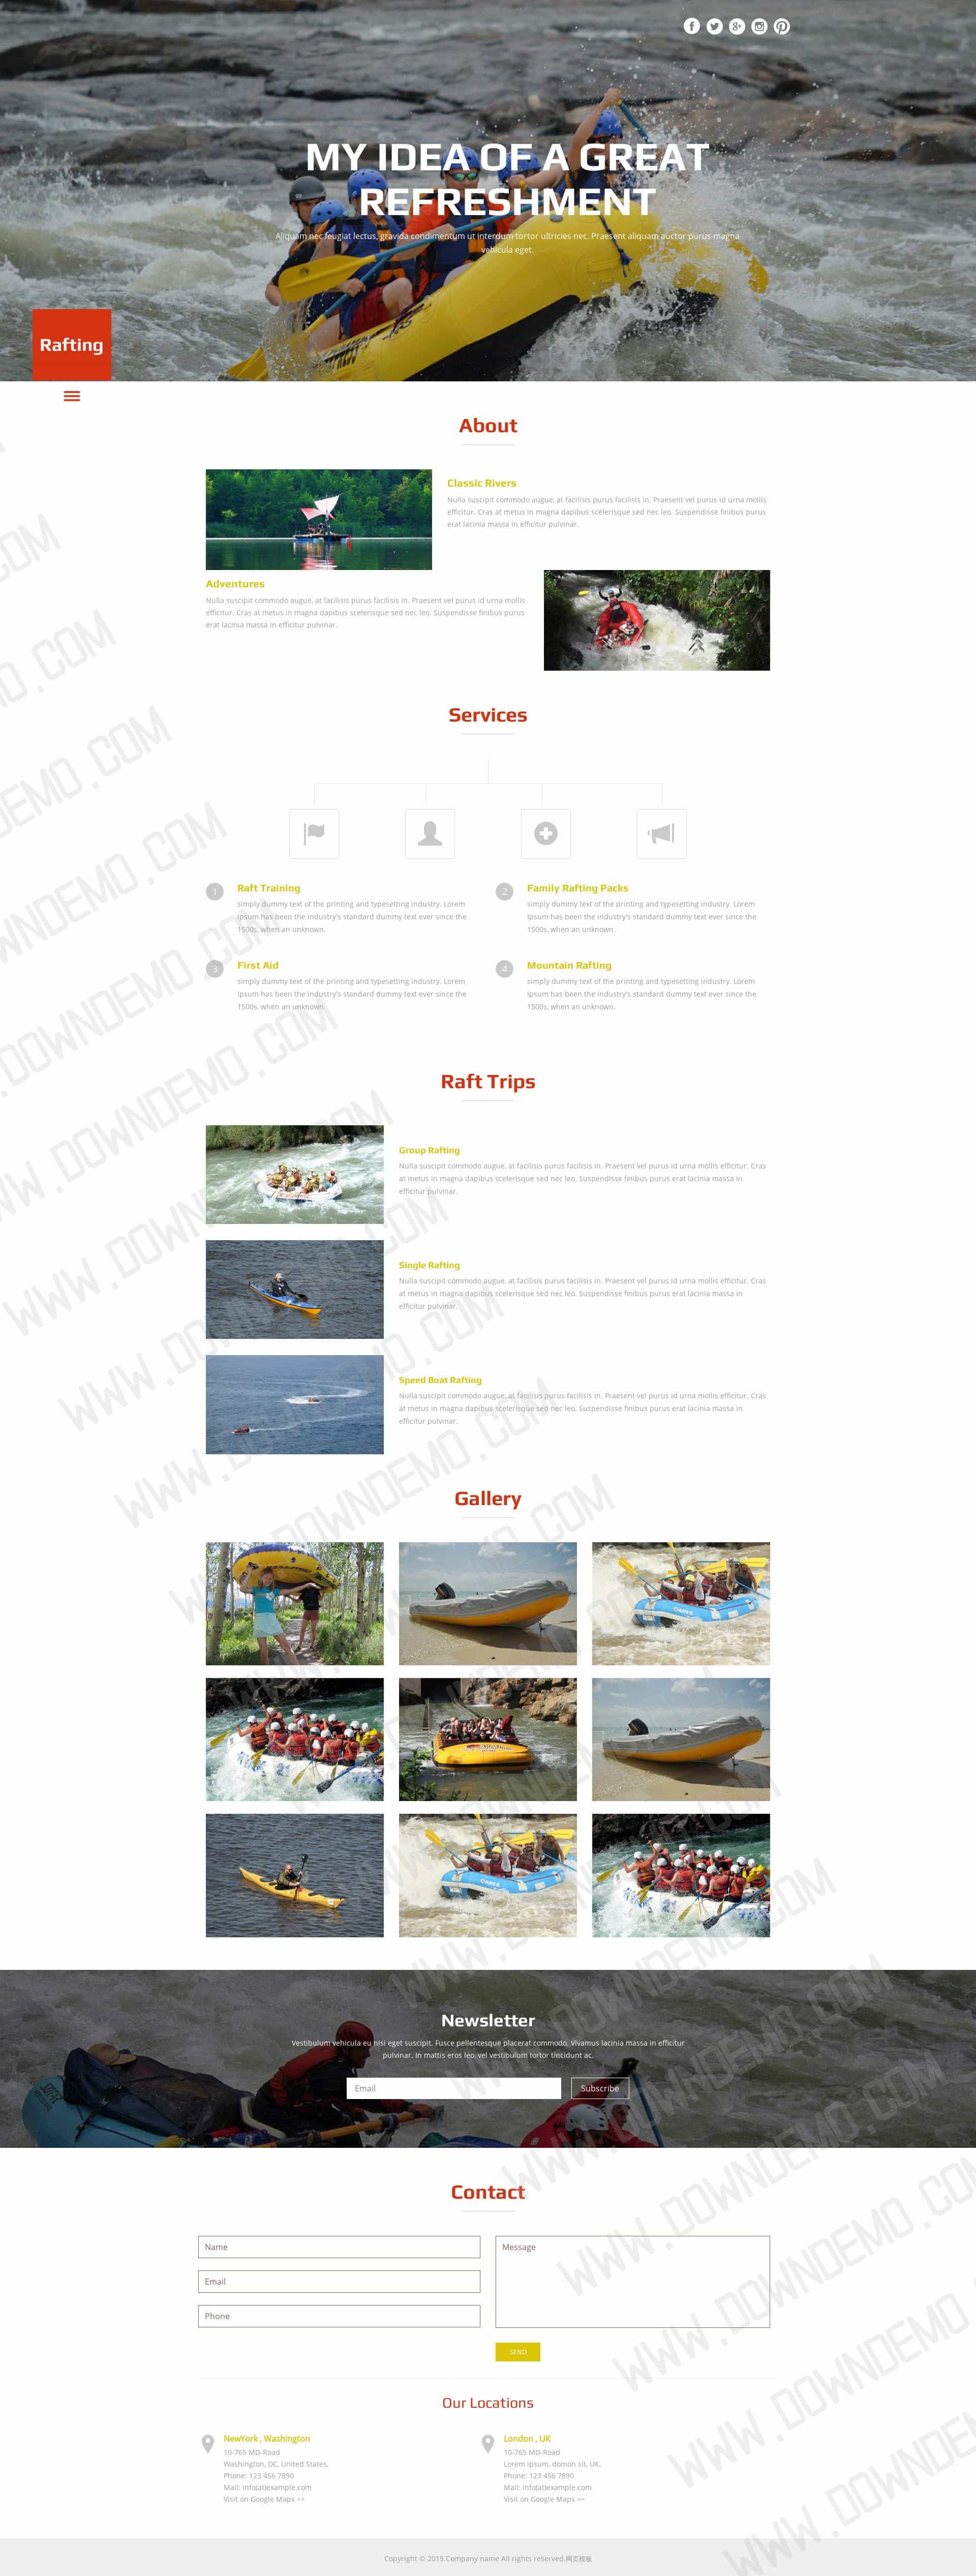 MY IDEA OF A GREAT
REFRESHMENT
Aliquam nec feugiat lectus, gravida condimentum ut interdum tortor ultricies nec. Praesent aliquam auctor purus magna
vehicula eget.
Rafting
About
Classic Rivers
Nulla suscipit commodo augue, at facilisis purus facilisis in. Praesent vel purus id urna mollis
efficitur. Cras at metus in magna dapibus scelerisque sed nec leo. Suspendisse finibus purus
erat lacinia massa in efficitur pulvinar.
Adventures
Nulla suscipit commodo augue, at facilisis purus facilisis in. Praesent vel purus id urna mollis
efficitur. Cras at metus in magna dapibus scelerisque sed nec leo. Suspendisse finibus purus
erat lacinia massa in efficitur pulvinar.
Services
1
Raft Training
simply dummy text of the printing and typesetting industry. Lorem
Ipsum has been the industry's standard dummy text ever since the
1500s, when an unknown.
2
Family Rafting Packs
simply dummy text of the printing and typesetting industry. Lorem
Ipsum has been the industry's standard dummy text ever since the
1500s, when an unknown.
3
First Aid
simply dummy text of the printing and typesetting industry. Lorem
Ipsum has been the industry's standard dummy text ever since the
1500s, when an unknown.
4
Mountain Rafting
simply dummy text of the printing and typesetting industry. Lorem
Ipsum has been the industry's standard dummy text ever since the
1500s, when an unknown.
Raft Trips
Group Rafting
Nulla suscipit commodo augue, at facilisis purus facilisis in. Praesent vel purus id urna mollis efficitur. Cras
at metus in magna dapibus scelerisque sed nec leo. Suspendisse finibus purus erat lacinia massa in
efficitur pulvinar.
Single Rafting
Nulla suscipit commodo augue, at facilisis purus facilisis in. Praesent vel purus id urna mollis efficitur. Cras
at metus in magna dapibus scelerisque sed nec leo. Suspendisse finibus purus erat lacinia massa in
efficitur pulvinar.
Speed Boat Rafting
Nulla suscipit commodo augue, at facilisis purus facilisis in. Praesent vel purus id urna mollis efficitur. Cras
at metus in magna dapibus scelerisque sed nec leo. Suspendisse finibus purus erat lacinia massa in
efficitur pulvinar.
Gallery
Newsletter
Vestibulum vehicula eu nisi eget suscipit. Fusce pellentesque placerat commodo. Vivamus lacinia massa in efficitur
pulvinar. In mattis eros leo, vel vestibulum tortor tincidunt ac.
Email
Subscribe
Contact
Name
Email
Phone
Message
SEND
Our Locations
NewYork , Washington
10-765 MD-Road
Washington, DC, United States,
Phone: 123 456 7890
Mail: info(at)example.com
Visit on Google Maps >>
London , UK
10-765 MD-Road
Lorem ipsum, domon sit, UK,
Phone: 123 456 7890
Mail: info(at)example.com
Visit on Google Maps >>
Copyright © 2015.Company name All rights reserved.网页模板
WWW.DOWNDEMO.COM